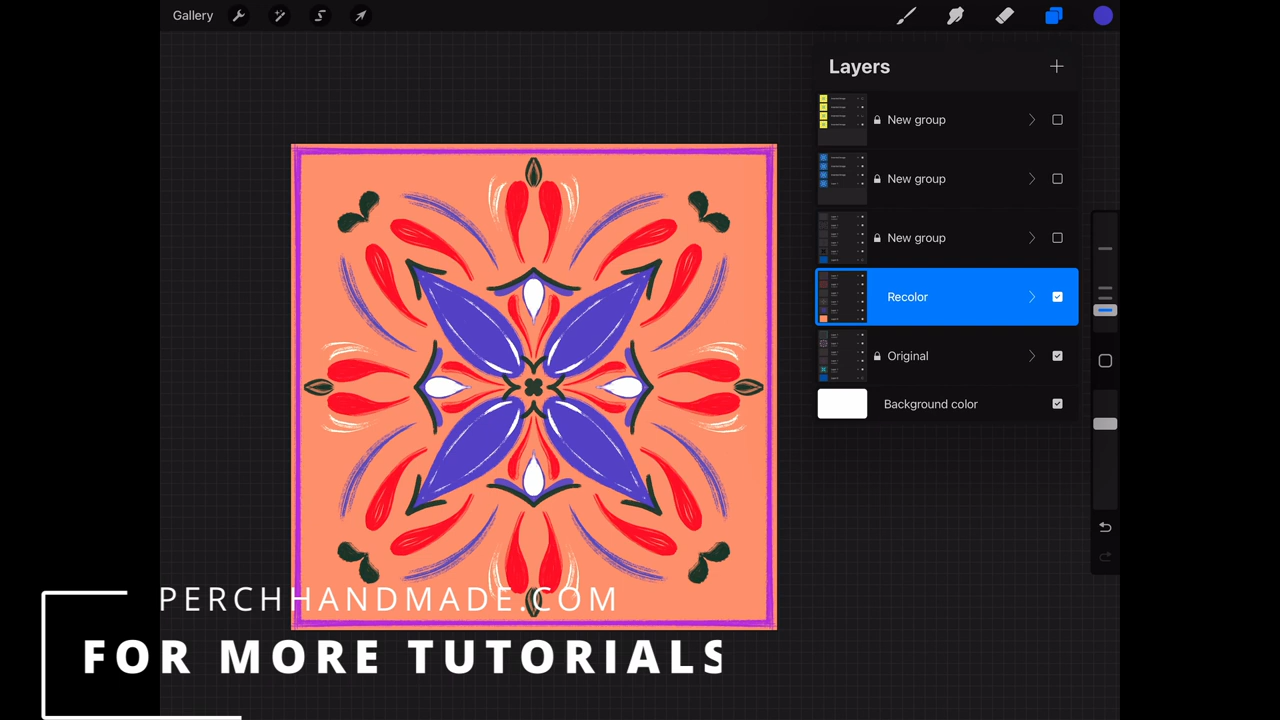 Gallery
Layers
New group
New group
New group
Recolor
Original
Background color
PERCHHANDMADE.COM
FOR MORE TUTORIALS